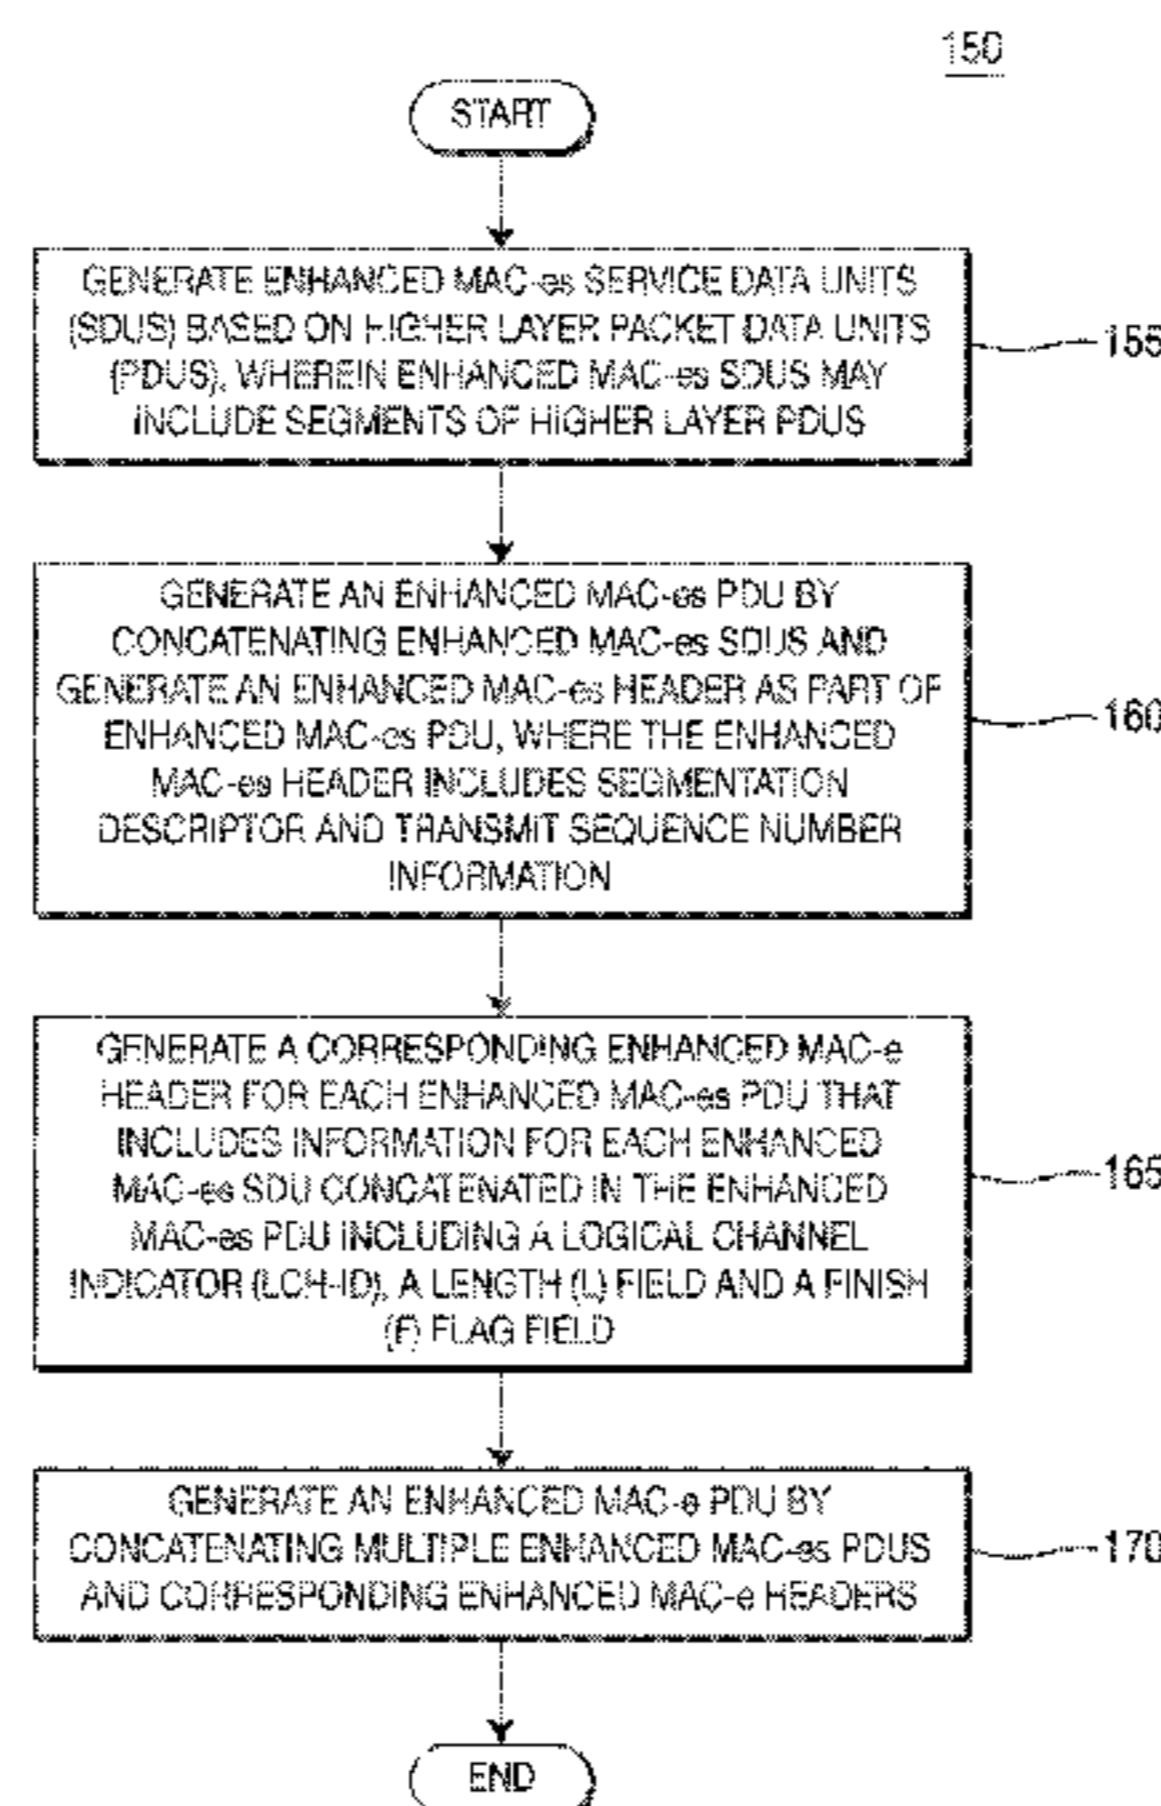 150
START
GENERATE ENHANCED MAC-es SERVICE DATA UNITS
(SDUS) BASED ON HIGHER LAYER PACKET DATA UNITS
(PDUS), WHEREIN ENHANCED MAC-es SDUS MAY
INCLUDE SEGMENTS OF HIGHER LAYER PDUS
155
GENERATE AN ENHANCED MAC-es PDU BY
CONCATENATING ENHANCED MAC-es SDUS AND
GENERATE AN ENHANCED MAC-es HEADER AS PART OF
ENHANCED MAC-es PDU, WHERE THE ENHANCED
MAC-es HEADER INCLUDES SEGMENTATION
DESCRIPTOR AND TRANSMIT SEQUENCE NUMBER
INFORMATION
160
GENERATE A CORRESPONDING ENHANCED MAC-e
HEADER FOR EACH ENHANCED MAC-es PDU THAT
INCLUDES INFORMATION FOR EACH ENHANCED
MAC-es SDU CONCATENATED IN THE ENHANCED
MAC-es PDU INCLUDING A LOGICAL CHANNEL
INDICATOR (LCH-ID), A LENGTH (L) FIELD AND A FINISH
(F) FLAG FIELD
165
GENERATE AN ENHANCED MAC-e PDU BY
CONCATENATING MULTIPLE ENHANCED MAC-es PDUS
AND CORRESPONDING ENHANCED MAC-e HEADERS
170
END